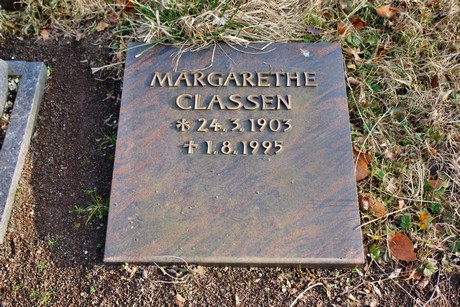 MARGARETHE
CLASSEN
* 24.3.1903
✝ 1.8.1995